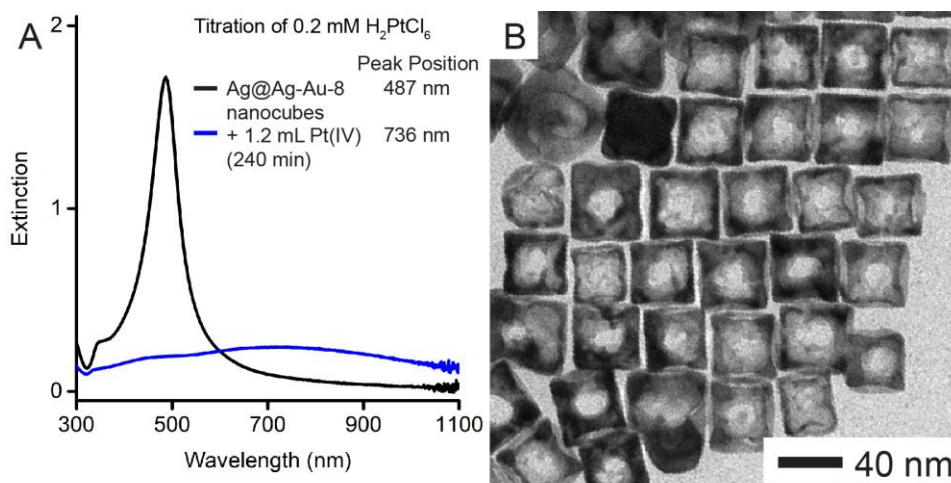 A
Titration of 0.2 mM H₂PtCl₆
Peak Position
Ag@Ag-Au-8 487 nm
nanocubes
+ 1.2 mL Pt(IV) 736 nm
(240 min)
2
1
0
Extinction
300 500 700 900 1100
Wavelength (nm)
B
40 nm